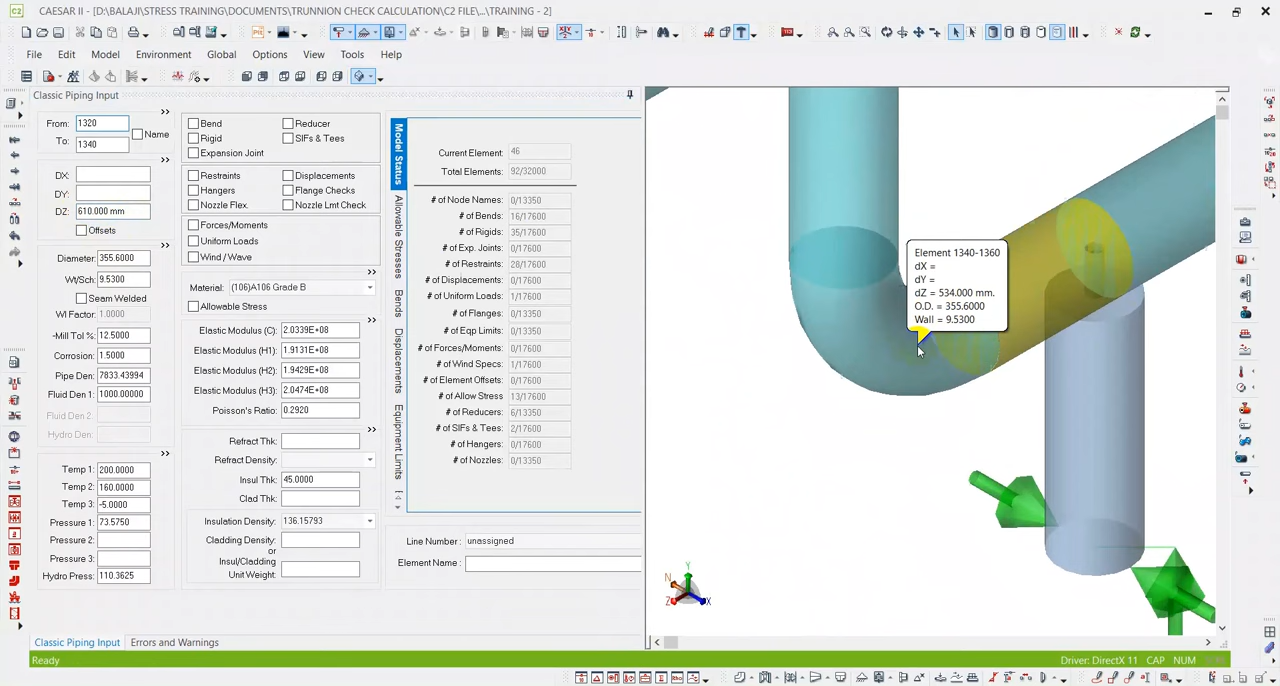 CAESAR II - [D:\BALAJI\STRESS TRAINING\DOCUMENTS\TRUNNION CHECK CALCULATION\C2 FILE\...\TRAINING - 2]
File Edit Model Environment Global Options View Tools Help
Classic Piping Input
From: 1320
To: 1340
Name
DX:
DY:
DZ: 610.000 mm
Offsets
Diameter: 355.6000
Wt/Sch: 9.5300
Seam Welded
WI Factor: 1.0000
-Mill Tol %: 12.5000
Corrosion: 1.5000
Pipe Den: 7833.43994
Fluid Den 1: 1000.00000
Fluid Den 2:
Hydro Den:
Temp 1: 200.0000
Temp 2: 160.0000
Temp 3: -5.0000
Pressure 1: 73.5750
Pressure 2:
Pressure 3:
Hydro Press: 110.3625
Bend Reducer
Rigid SIFs & Tees
Expansion Joint
Restraints Displacements
Hangers Flange Checks
Nozzle Flex. Nozzle Lmt Check
Forces/Moments
Uniform Loads
Wind / Wave
Material: (106)A106 Grade B
Allowable Stress
Elastic Modulus (C): 2.0339E+08
Elastic Modulus (H1): 1.9131E+08
Elastic Modulus (H2): 1.9429E+08
Elastic Modulus (H3): 2.0474E+08
Poisson's Ratio: 0.2920
Refract Thk:
Refract Density:
Insul Thk: 45.0000
Clad Thk:
Insulation Density: 136.15793
Cladding Density:
or
Insul/Cladding
Unit Weight:
Model Status
Allowable Stresses
Bends
Displacements
Equipment Limits
Current Element: 46
Total Elements: 92/32000
# of Node Names: 0/13350
# of Bends: 16/17600
# of Rigids: 35/17600
# of Exp. Joints: 0/17600
# of Restraints: 28/17600
# of Displacements: 0/17600
# of Uniform Loads: 1/17600
# of Flanges: 0/13350
# of Eqp Limits: 0/13350
# of Forces/Moments: 0/17600
# of Wind Specs: 1/17600
# of Element Offsets: 0/17600
# of Allow Stress 13/17600
# of Reducers: 6/13350
# of SIFs & Tees: 2/17600
# of Hangers: 0/13350
# of Nozzles: 0/13350
Line Number: unassigned
Element Name:
Element 1340-1360
dX =
dY =
dZ = 534.000 mm.
O.D. = 355.6000
Wall = 9.5300
Y
N
Z
X
Classic Piping Input Errors and Warnings
Ready
Driver: DirectX 11 CAP NUM